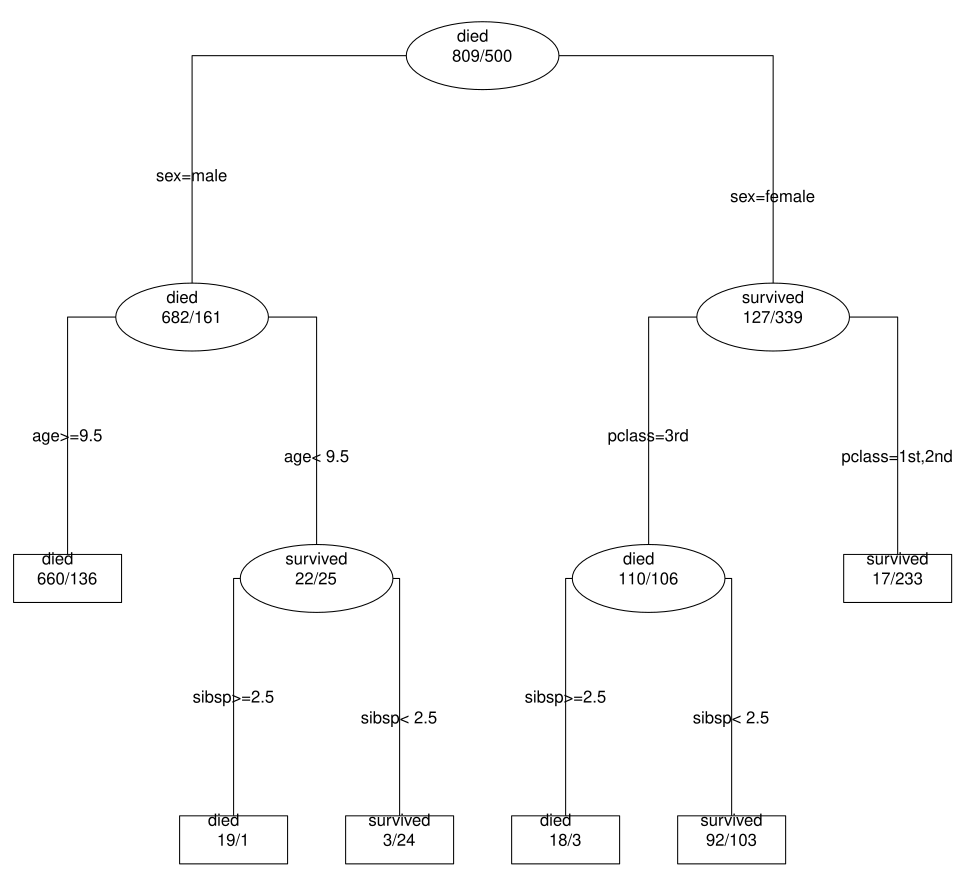 died
809/500
sex=male
sex=female
died
682/161
survived
127/339
age>=9.5
pclass=3rd
age< 9.5
pclass=1st,2nd
died
660/136
survived
22/25
died
110/106
survived
17/233
sibsp>=2.5
sibsp>=2.5
sibsp< 2.5
sibsp< 2.5
died
19/1
survived
3/24
died
18/3
survived
92/103